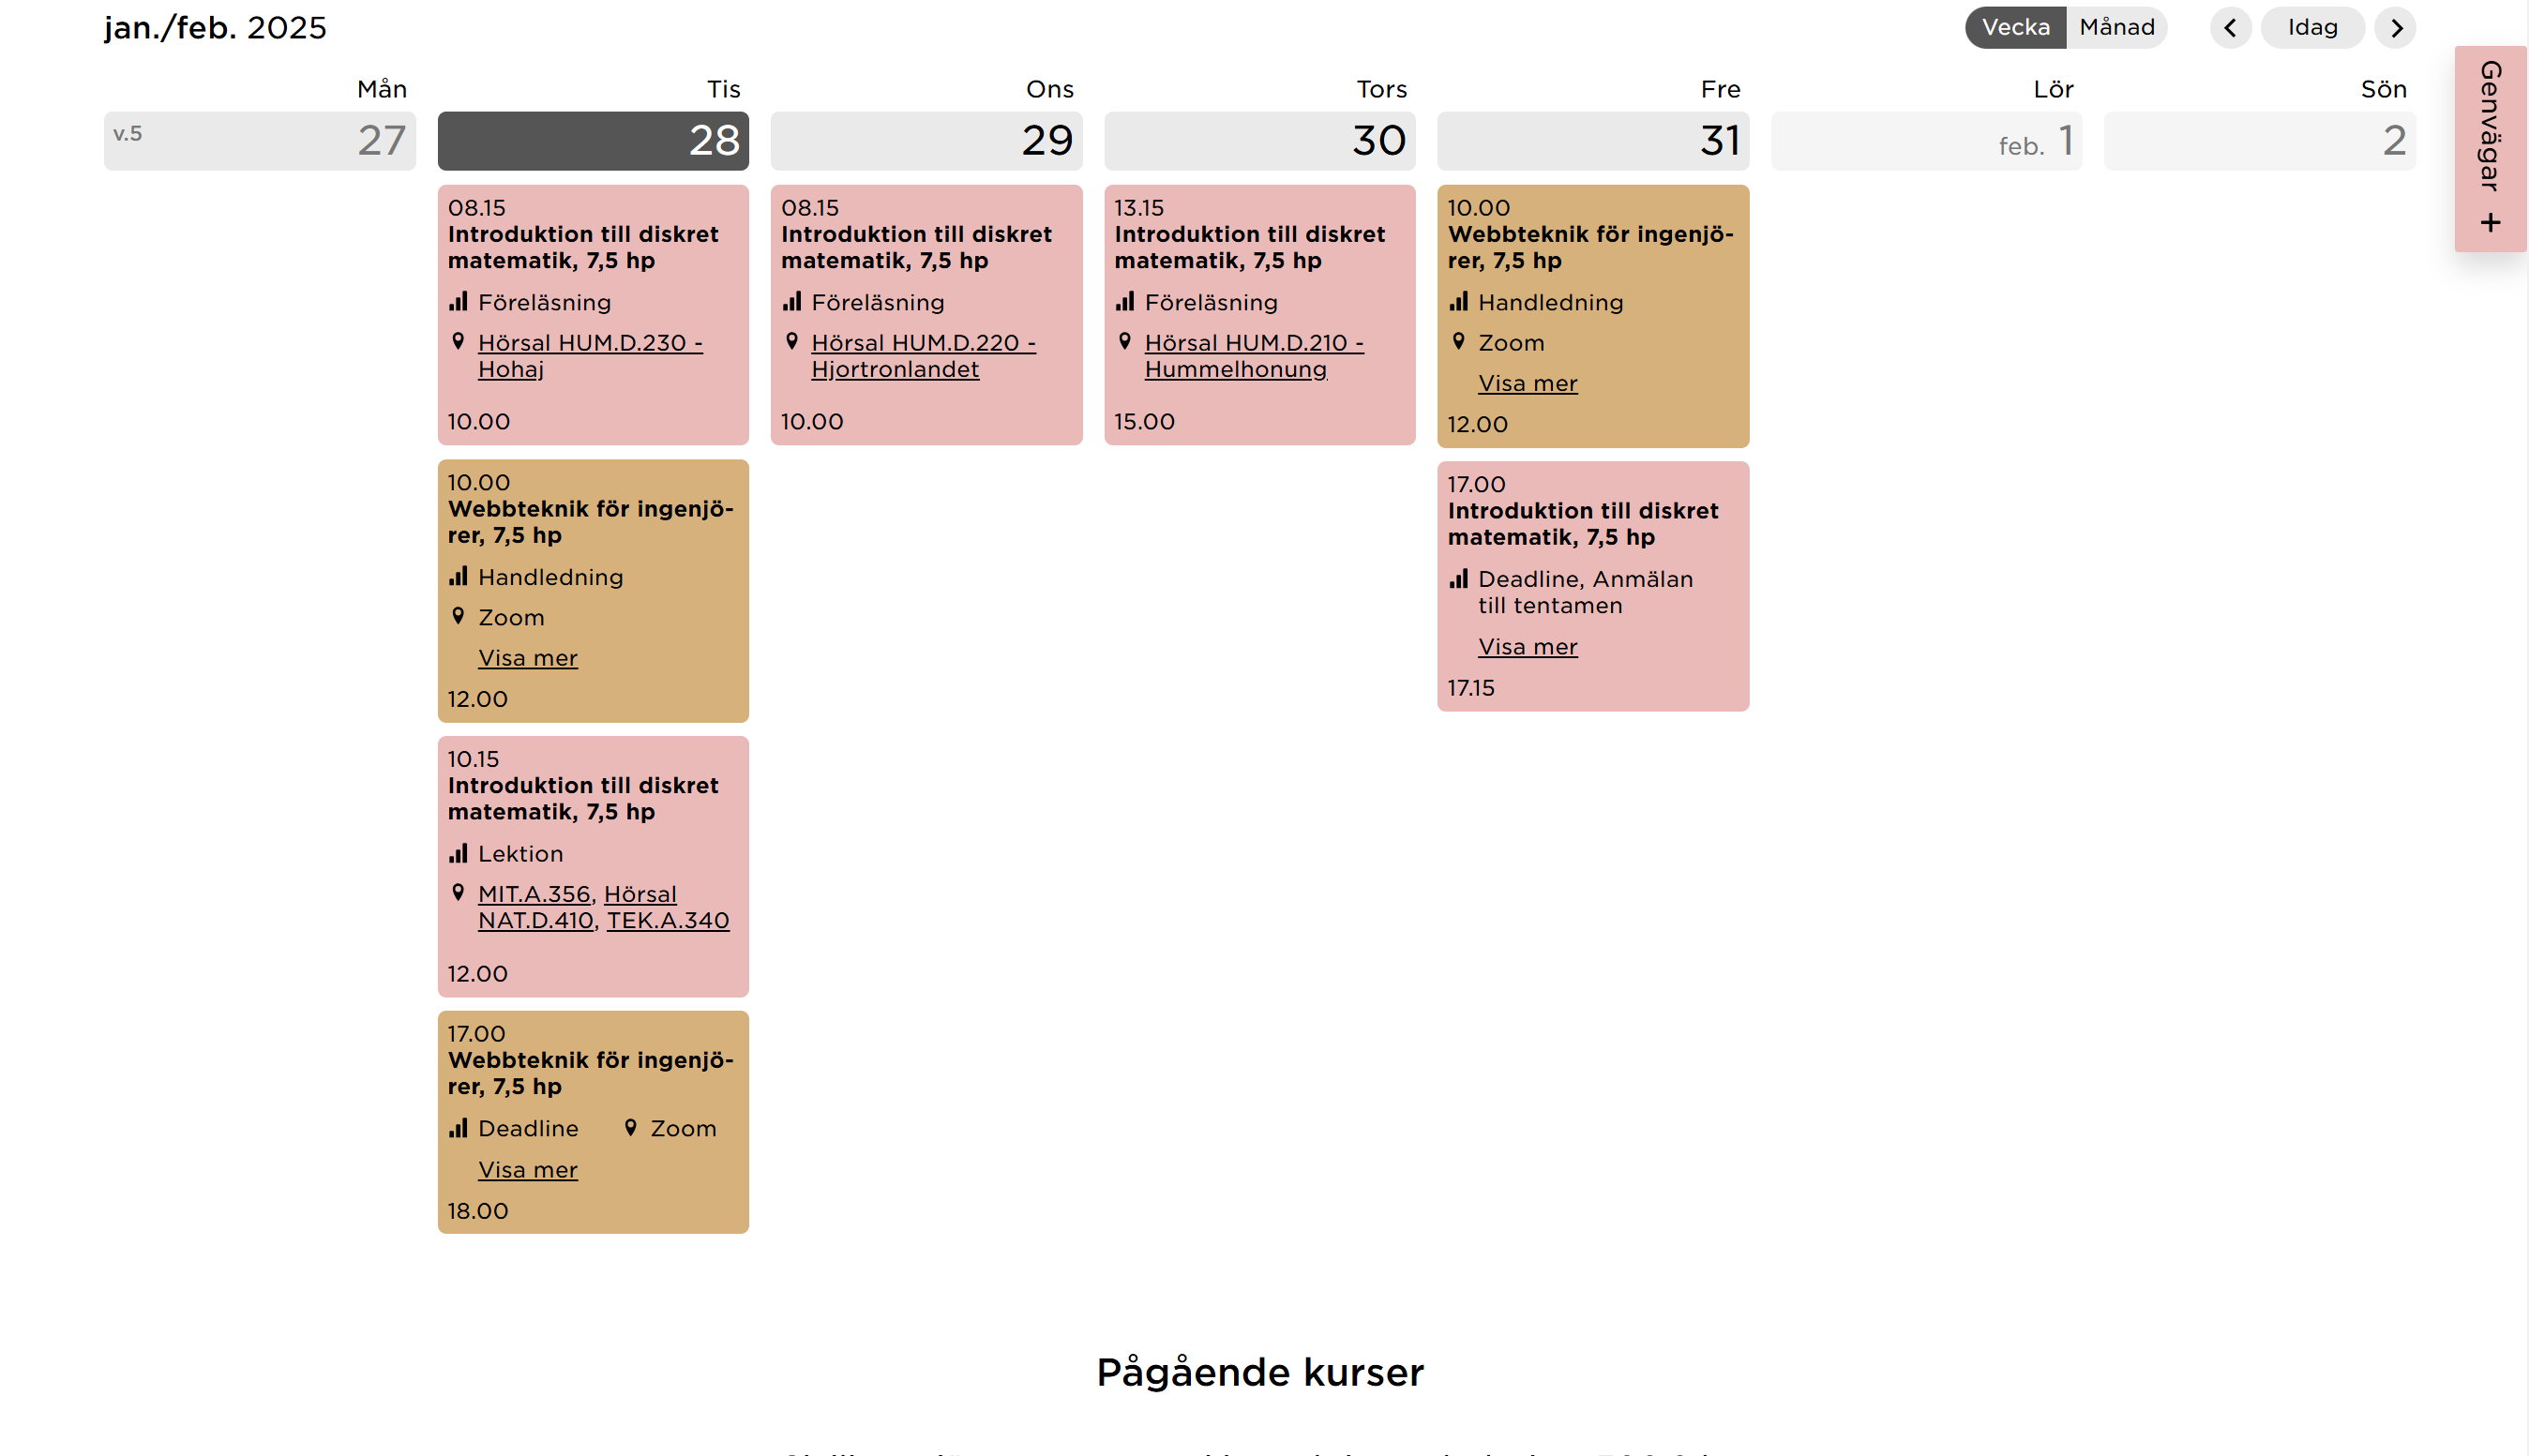 jan./feb. 2025
Vecka Månad
Idag
Genvägar +
Mån
Tis
Ons
Tors
Fre
Lör
Sön
v.5 27
28
29
30
31
feb. 1
2
08.15
Introduktion till diskret
matematik, 7,5 hp
Föreläsning
Hörsal HUM.D.230 -
Hohaj
10.00
10.00
Webbteknik för ingenjö-
rer, 7,5 hp
Handledning
Zoom
Visa mer
12.00
10.15
Introduktion till diskret
matematik, 7,5 hp
Lektion
MIT.A.356, Hörsal
NAT.D.410, TEK.A.340
12.00
17.00
Webbteknik för ingenjö-
rer, 7,5 hp
Deadline Zoom
Visa mer
18.00
08.15
Introduktion till diskret
matematik, 7,5 hp
Föreläsning
Hörsal HUM.D.220 -
Hjortronlandet
10.00
13.15
Introduktion till diskret
matematik, 7,5 hp
Föreläsning
Hörsal HUM.D.210 -
Hummelhonung
15.00
10.00
Webbteknik för ingenjö-
rer, 7,5 hp
Handledning
Zoom
Visa mer
12.00
17.00
Introduktion till diskret
matematik, 7,5 hp
Deadline, Anmälan
till tentamen
Visa mer
17.15
Pågående kurser